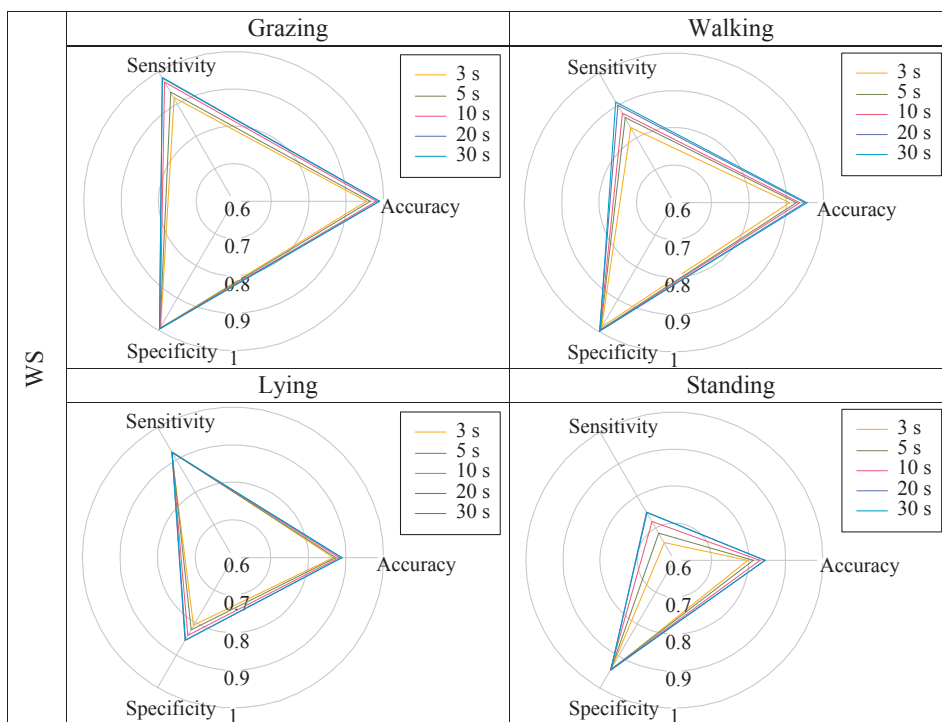 Grazing
Walking
Sensitivity
3 s
5 s
10 s
20 s
30 s
Accuracy
0.6
0.7
0.8
0.9
Specificity
1
Sensitivity
3 s
5 s
10 s
20 s
30 s
Accuracy
0.6
0.7
0.8
0.9
Specificity
1
WS
Lying
Standing
Sensitivity
3 s
5 s
10 s
20 s
30 s
Accuracy
0.6
0.7
0.8
0.9
Specificity
1
Sensitivity
3 s
5 s
10 s
20 s
30 s
Accuracy
0.6
0.7
0.8
0.9
Specificity
1